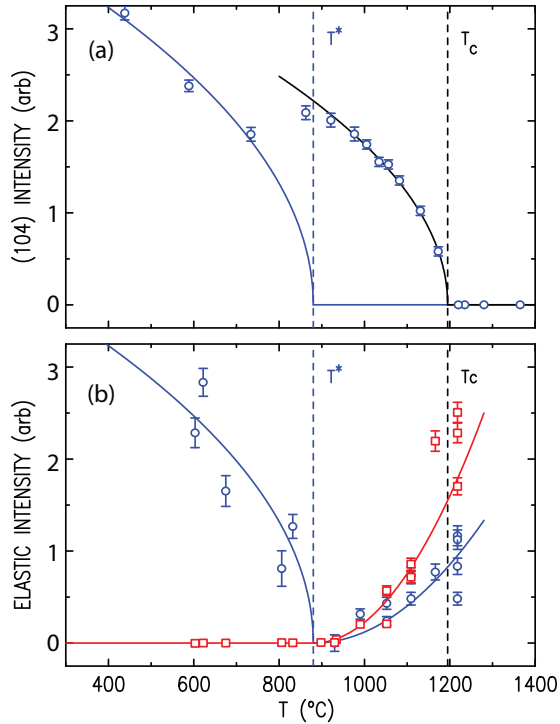 (a)
T*
Tc
3
2
1
0
(104) INTENSITY (arb)
(b)
T*
Tc
3
2
1
0
ELASTIC INTENSITY (arb)
400 600 800 1000 1200 1400
T (°C)